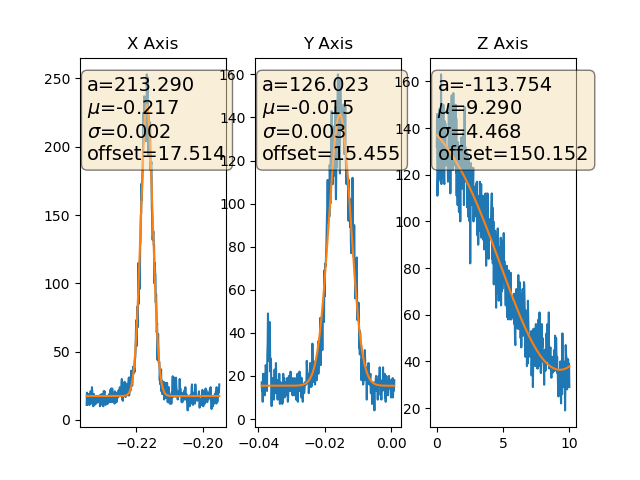 X Axis
Y Axis
Z Axis
a=213.290
μ=-0.217
σ=0.002
offset=17.514
a=126.023
μ=-0.015
σ=0.003
offset=15.455
a=-113.754
μ=9.290
σ=4.468
offset=150.152
250
200
150
100
50
0
−0.22
−0.20
160
140
120
100
80
60
40
20
0
−0.04
−0.02
0.00
160
140
120
100
80
60
40
20
0
5
10